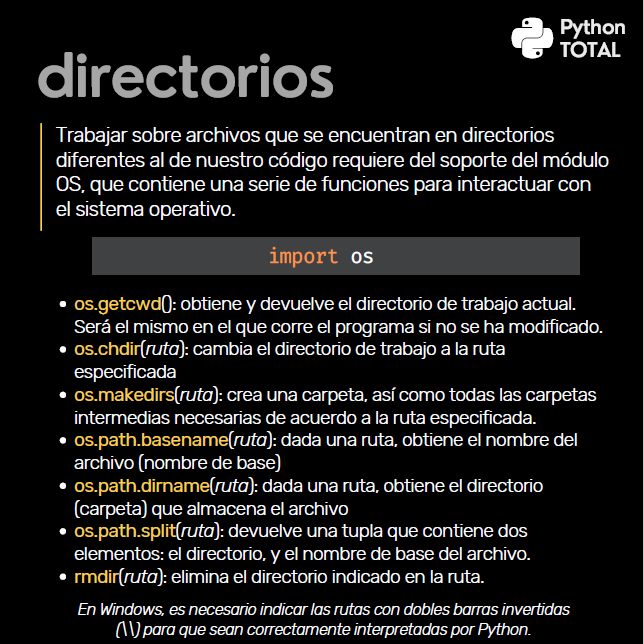 Python
TOTAL
directorios
Trabajar sobre archivos que se encuentran en directorios
diferentes al de nuestro código requiere del soporte del módulo
OS, que contiene una serie de funciones para interactuar con
el sistema operativo.
import os
• os.getcwd(): obtiene y devuelve el directorio de trabajo actual.
Será el mismo en el que corre el programa si no se ha modificado.
• os.chdir(ruta): cambia el directorio de trabajo a la ruta
especificada
• os.makedirs(ruta): crea una carpeta, así como todas las carpetas
intermedias necesarias de acuerdo a la ruta especificada.
• os.path.basename(ruta): dada una ruta, obtiene el nombre del
archivo (nombre de base)
• os.path.dirname(ruta): dada una ruta, obtiene el directorio
(carpeta) que almacena el archivo
• os.path.split(ruta): devuelve una tupla que contiene dos
elementos: el directorio, y el nombre de base del archivo.
• rmdir(ruta): elimina el directorio indicado en la ruta.
En Windows, es necesario indicar las rutas con dobles barras invertidas
(\\) para que sean correctamente interpretadas por Python.